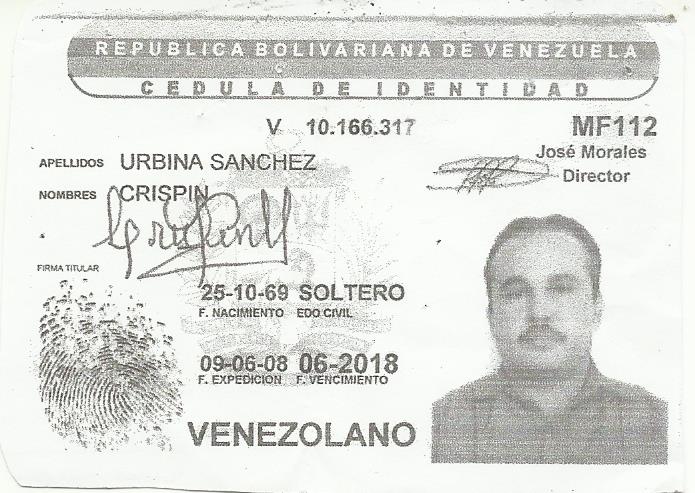 REPUBLICA BOLIVARIANA DE VENEZUELA
CEDULA DE IDENTIDAD
V 10.166.317 MF112
José Morales
Director
APELLIDOS URBINA SANCHEZ
NOMBRES CRISPIN
FIRMA TITULAR
25-10-69 SOLTERO
F. NACIMIENTO EDO CIVIL
09-06-08 06-2018
F. EXPEDICION F. VENCIMIENTO
VENEZOLANO